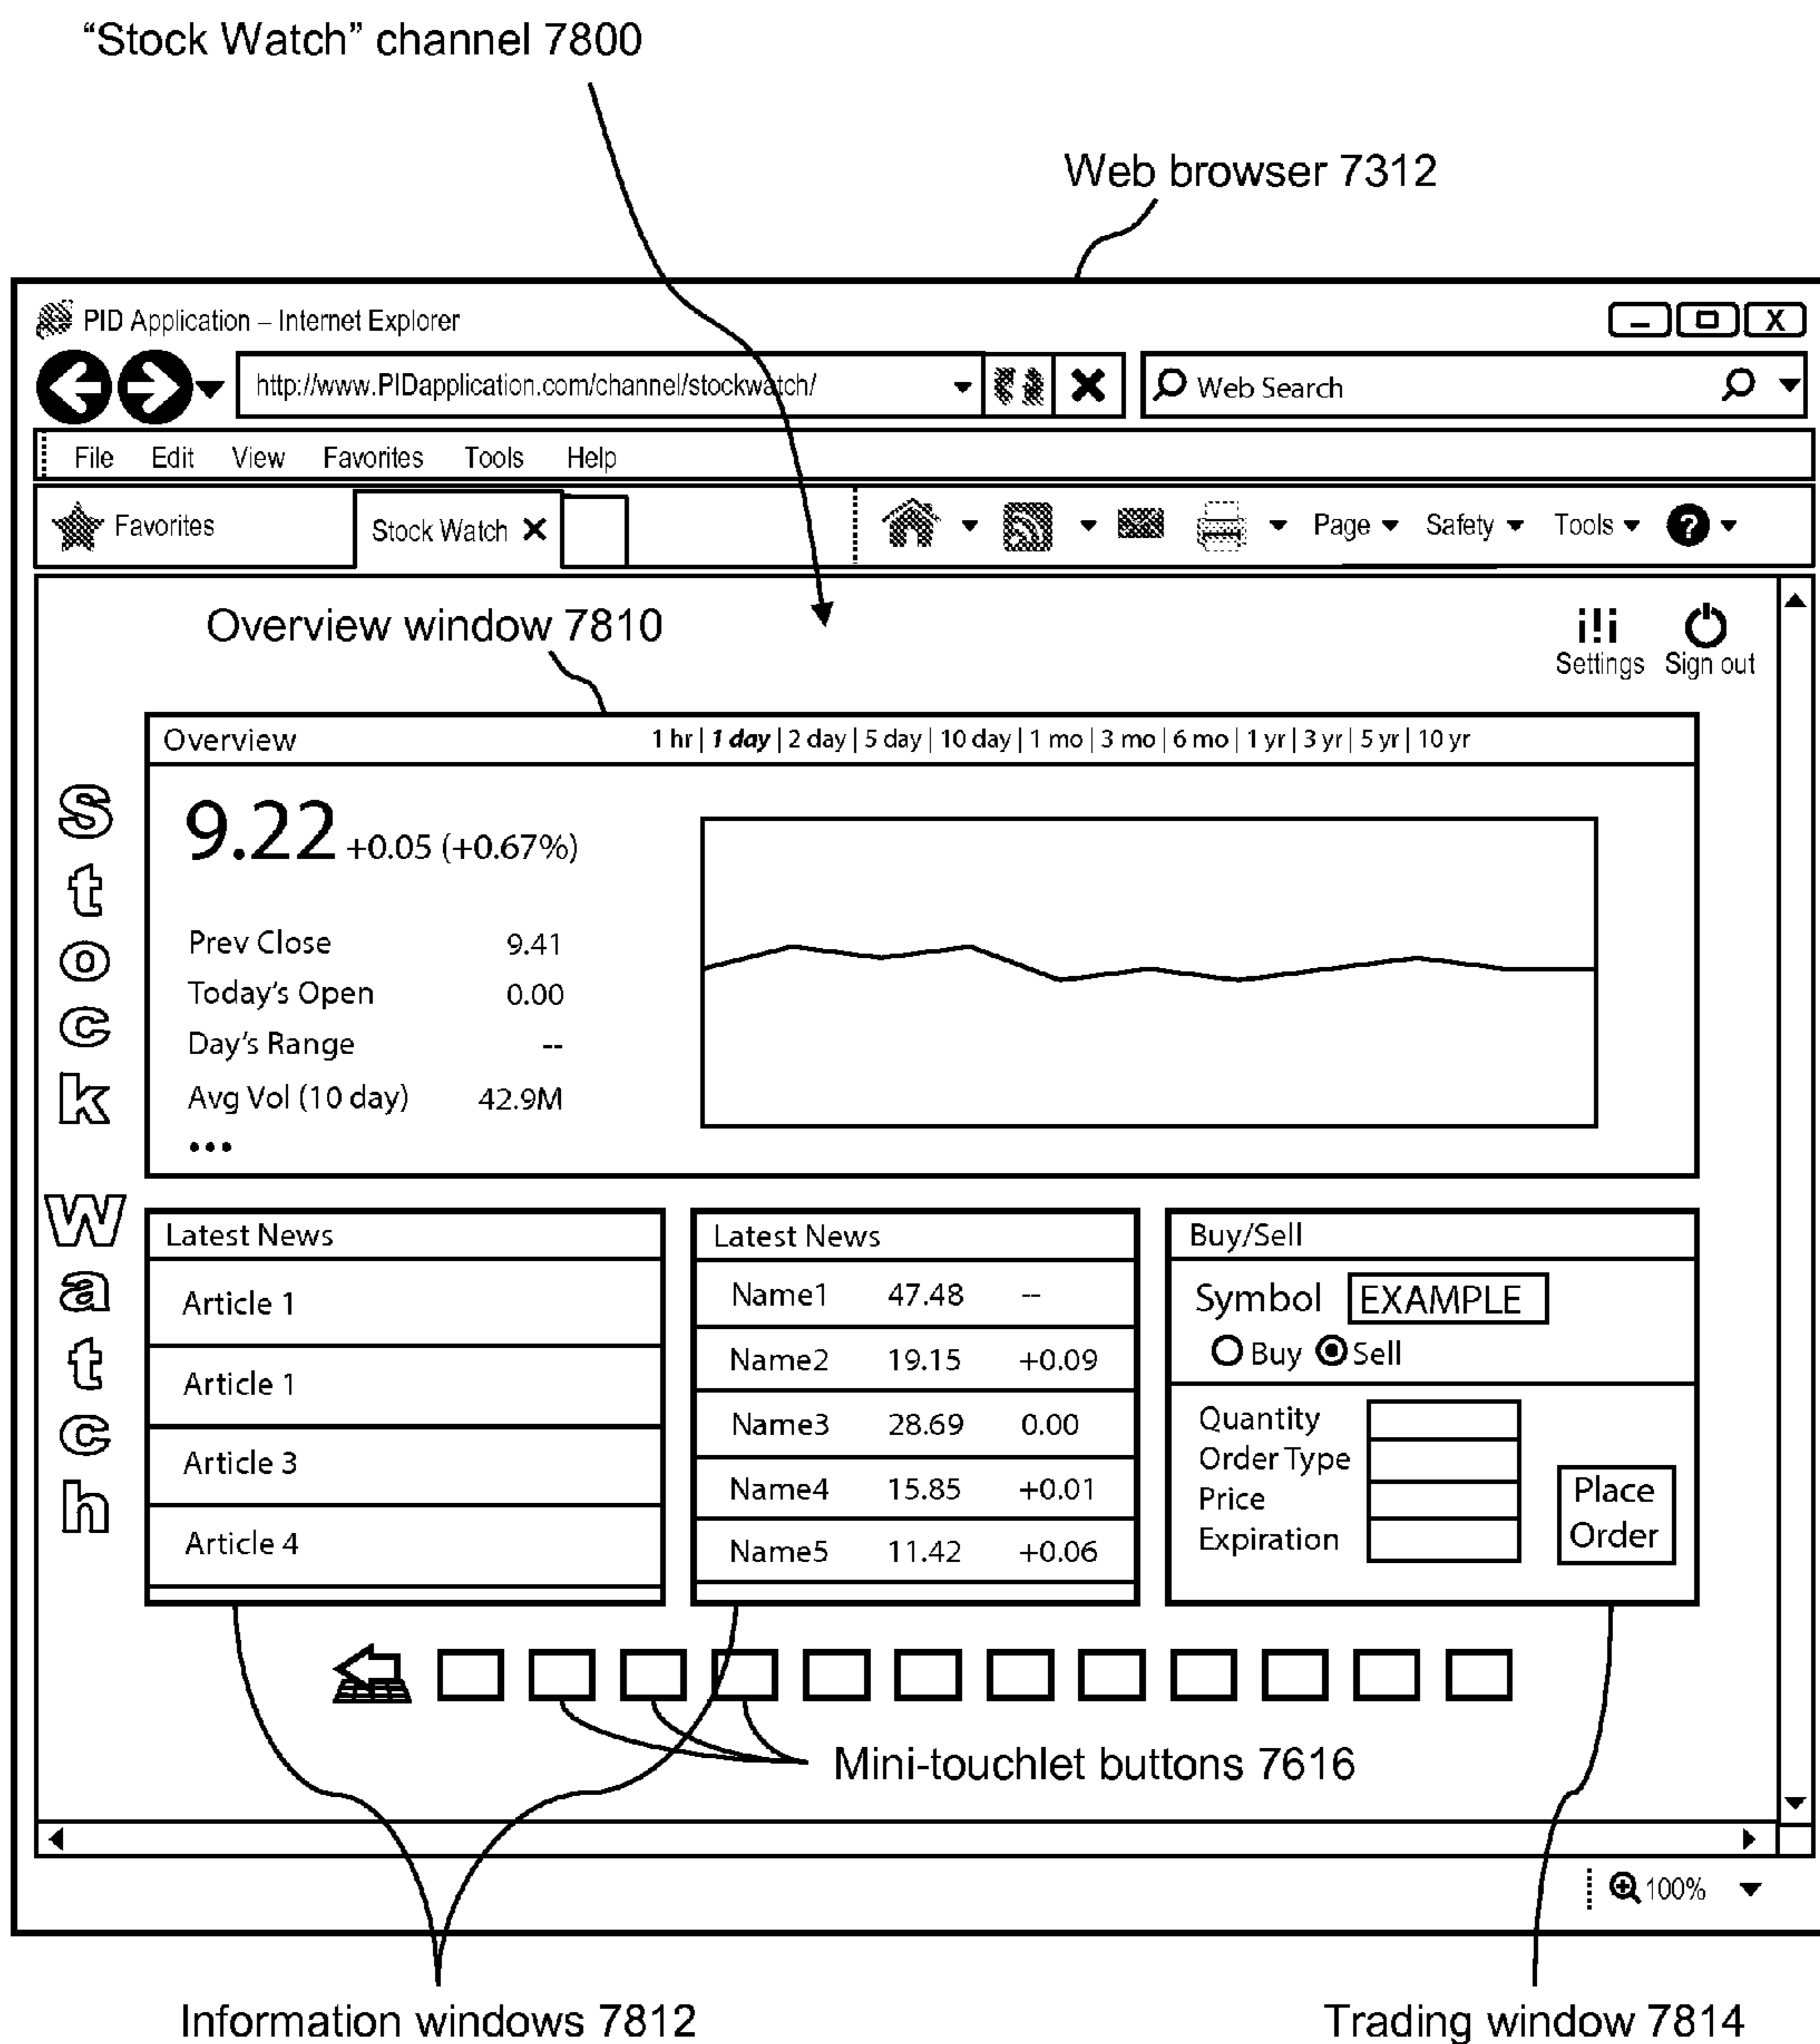 “Stock Watch” channel 7800
Web browser 7312
PID Application – Internet Explorer
http://www.PIDapplication.com/channel/stockwatch/
Web Search
File Edit View Favorites Tools Help
Favorites
Stock Watch
Page Safety Tools ?
Overview window 7810
Settings Sign out
Stock Watch
Overview
1 hr | 1 day | 2 day | 5 day | 10 day | 1 mo | 3 mo | 6 mo | 1 yr | 3 yr | 5 yr | 10 yr
9.22 +0.05 (+0.67%)
Prev Close 9.41
Today's Open 0.00
Day's Range --
Avg Vol (10 day) 42.9M
•••
Latest News
Article 1
Article 1
Article 3
Article 4
Latest News
Name1 47.48 --
Name2 19.15 +0.09
Name3 28.69 0.00
Name4 15.85 +0.01
Name5 11.42 +0.06
Buy/Sell
Symbol EXAMPLE
Buy Sell
Quantity
Order Type
Price
Expiration
Place
Order
Mini-touchlet buttons 7616
100%
Information windows 7812
Trading window 7814